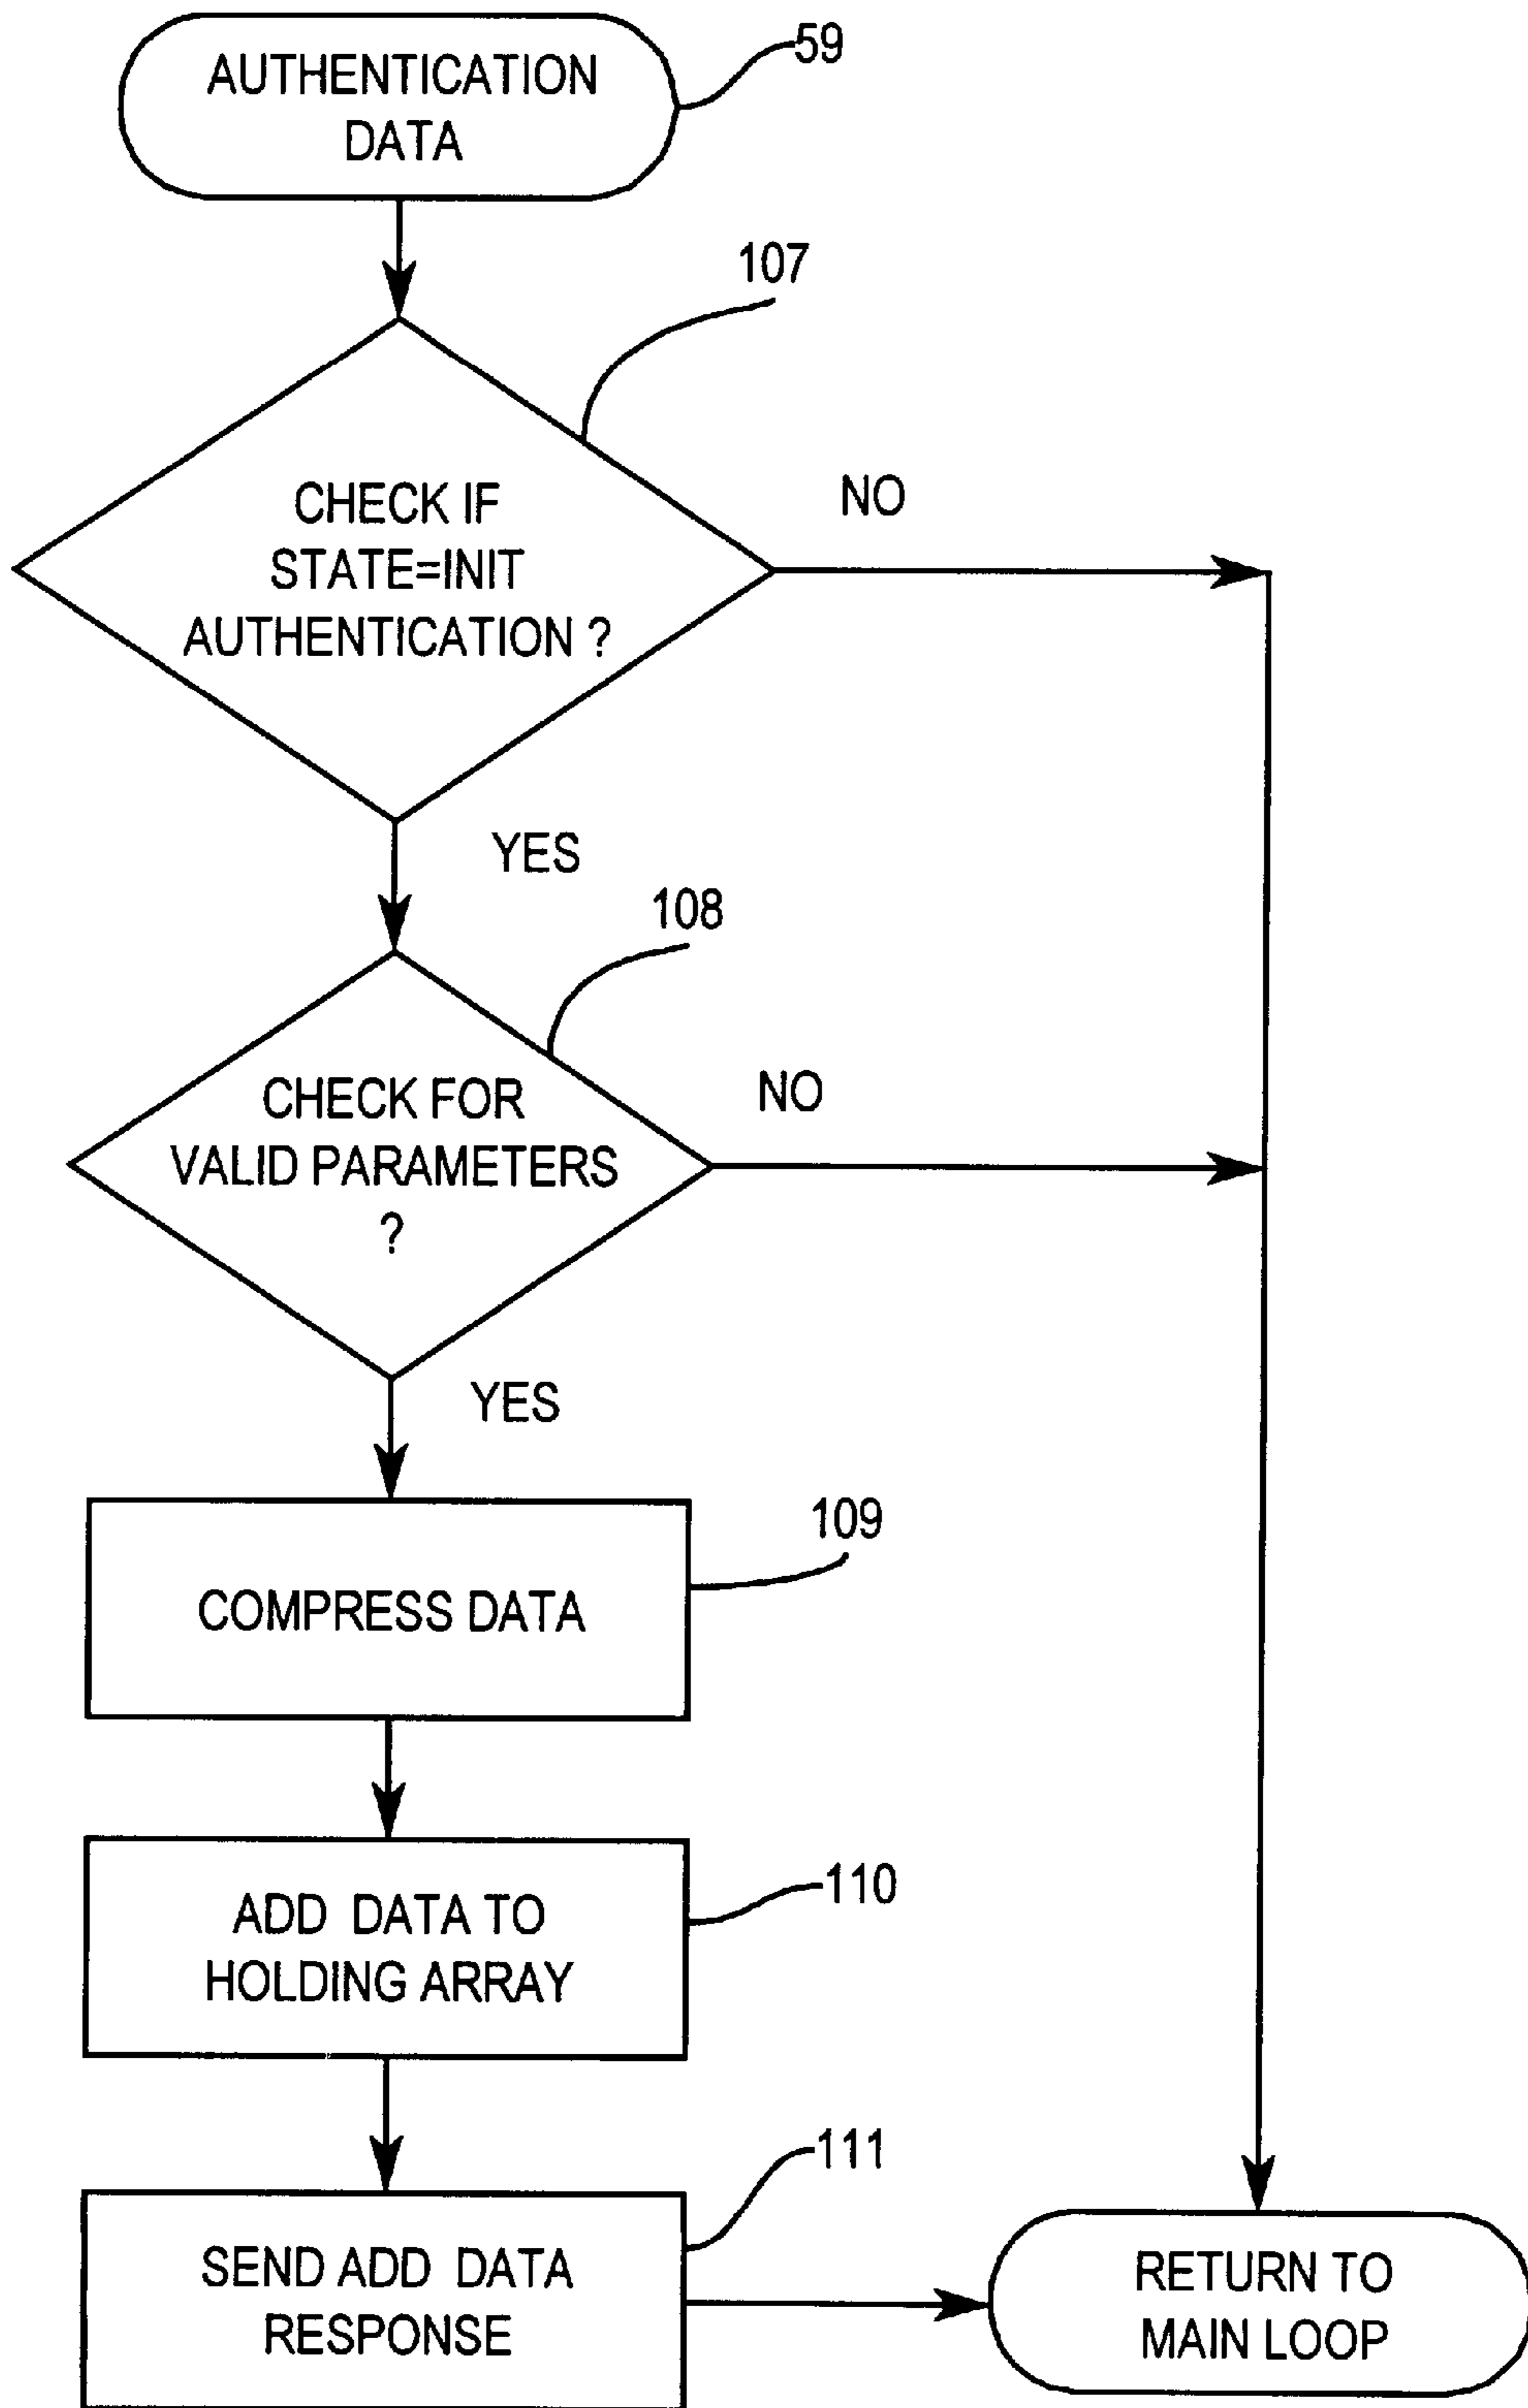 AUTHENTICATION
DATA
59
107
CHECK IF
STATE=INIT
AUTHENTICATION ?
NO
YES
108
CHECK FOR
VALID PARAMETERS
?
NO
YES
109
COMPRESS DATA
110
ADD DATA TO
HOLDING ARRAY
111
SEND ADD DATA
RESPONSE
RETURN TO
MAIN LOOP